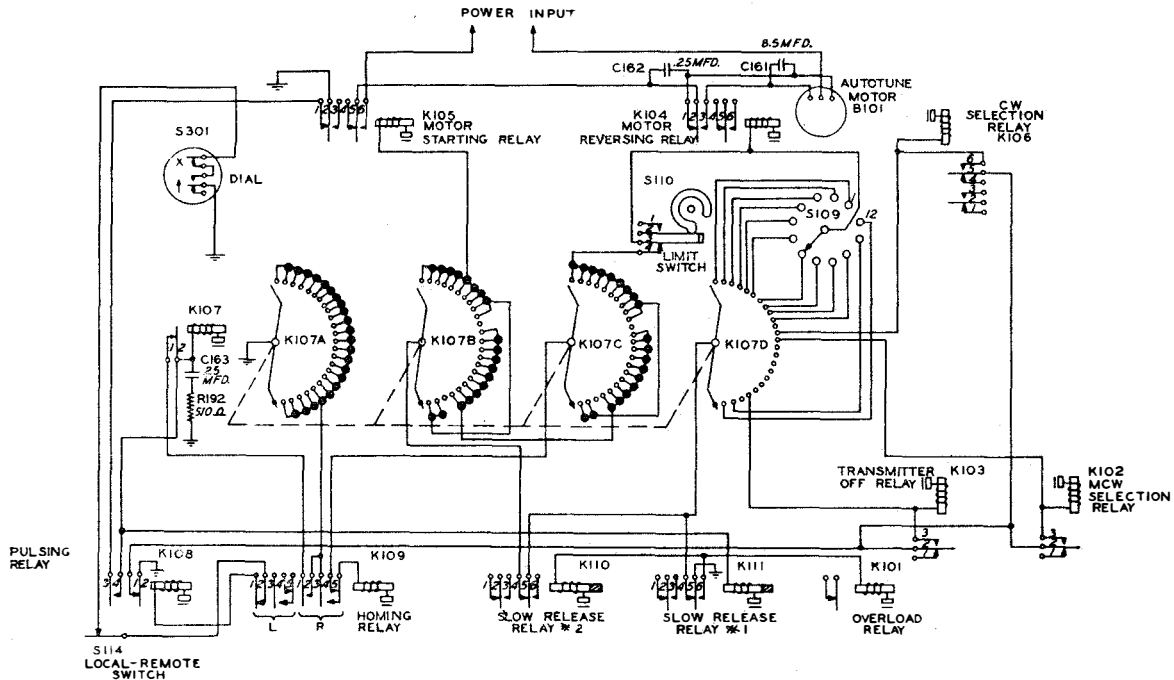 POWER INPUT
8.5MFD.
C162
.25MFD.
C161
AUTOTUNE
MOTOR
B101
K105
MOTOR
STARTING RELAY
K104
MOTOR
REVERSING RELAY
CW
SELECTION
RELAY
K106
S301
X
DIAL
S110
LIMIT
SWITCH
S109
1
12
K107
C163
.25
MFD.
R192
510Ω
K107A
K107B
K107C
K107D
TRANSMITTER
OFF RELAY
K103
K102
MCW
SELECTION
RELAY
PULSING
RELAY
K108
K109
L
R
HOMING
RELAY
K110
SLOW RELEASE
RELAY #2
K111
SLOW RELEASE
RELAY #1
K101
OVERLOAD
RELAY
S114
LOCAL-REMOTE
SWITCH